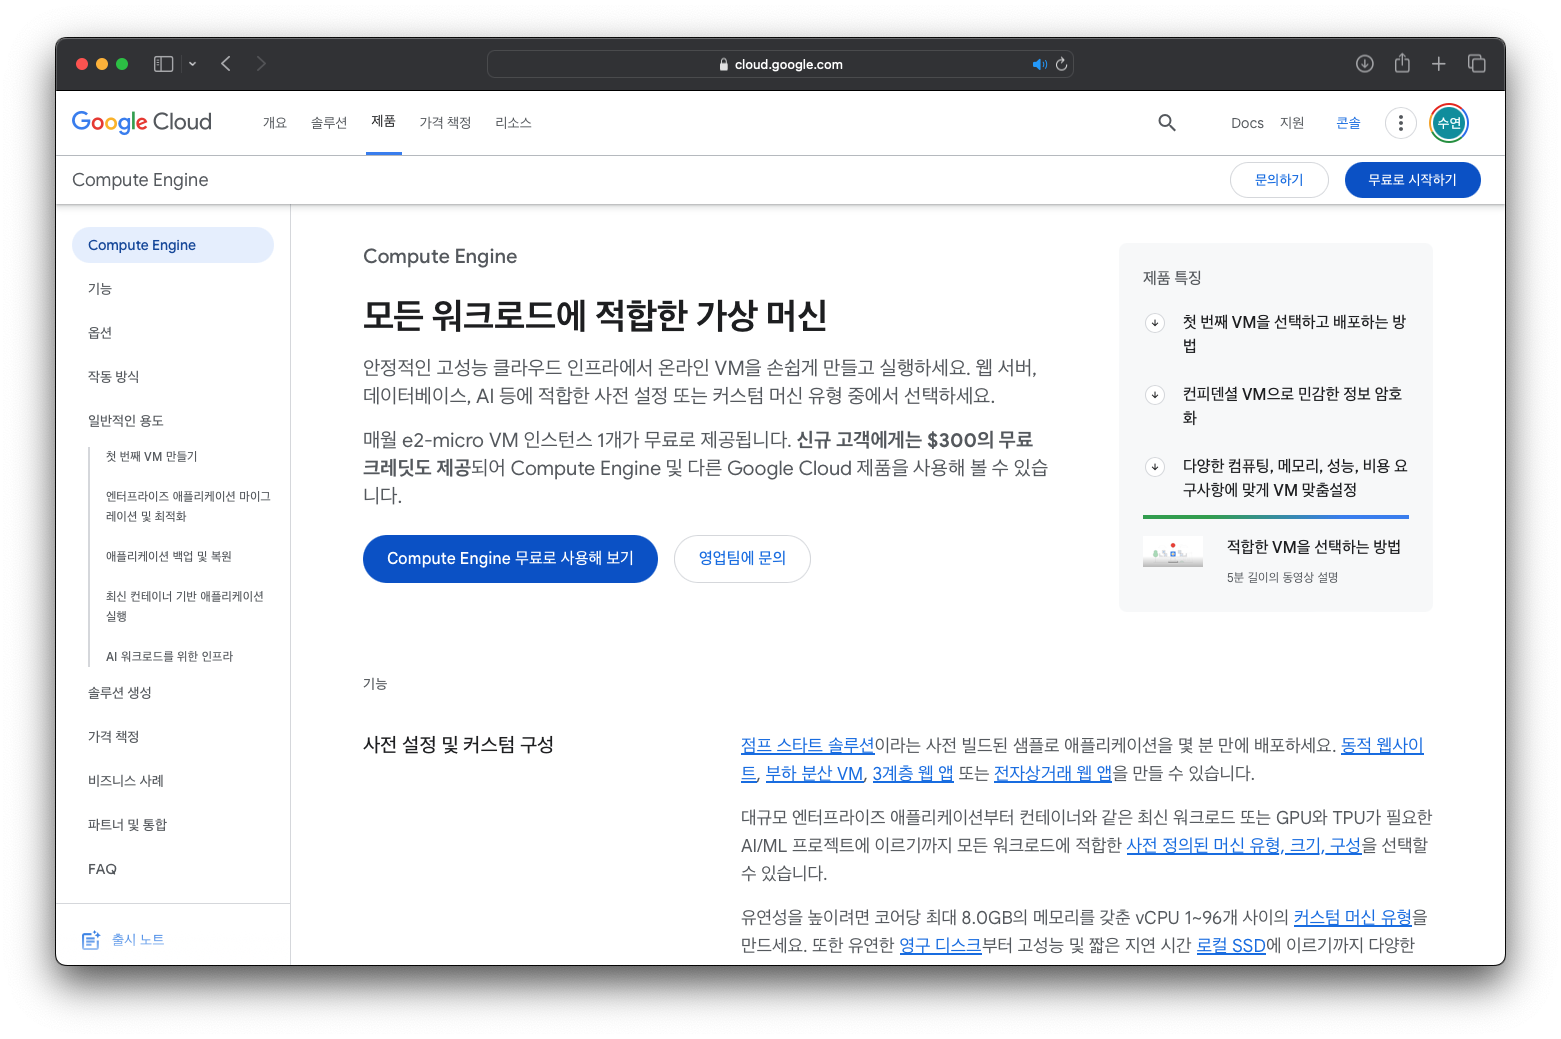 cloud.google.com
Google Cloud
개요 솔루션 제품 가격 책정 리소스
Docs 지원 콘솔
수연
Compute Engine
문의하기 무료로 시작하기
Compute Engine
기능
옵션
작동 방식
일반적인 용도
첫 번째 VM 만들기
엔터프라이즈 애플리케이션 마이그
레이션 및 최적화
애플리케이션 백업 및 복원
최신 컨테이너 기반 애플리케이션
실행
AI 워크로드를 위한 인프라
솔루션 생성
가격 책정
비즈니스 사례
파트너 및 통합
FAQ
출시 노트
Compute Engine
모든 워크로드에 적합한 가상 머신
안정적인 고성능 클라우드 인프라에서 온라인 VM을 손쉽게 만들고 실행하세요. 웹 서버,
데이터베이스, AI 등에 적합한 사전 설정 또는 커스텀 머신 유형 중에서 선택하세요.
매월 e2-micro VM 인스턴스 1개가 무료로 제공됩니다. 신규 고객에게는 $300의 무료
크레딧도 제공되어 Compute Engine 및 다른 Google Cloud 제품을 사용해 볼 수 있습
니다.
Compute Engine 무료로 사용해 보기 영업팀에 문의
제품 특징
첫 번째 VM을 선택하고 배포하는 방
법
컨피덴셜 VM으로 민감한 정보 암호
화
다양한 컴퓨팅, 메모리, 성능, 비용 요
구사항에 맞게 VM 맞춤설정
적합한 VM을 선택하는 방법
5분 길이의 동영상 설명
기능
사전 설정 및 커스텀 구성
점프 스타트 솔루션이라는 사전 빌드된 샘플로 애플리케이션을 몇 분 만에 배포하세요. 동적 웹사이
트, 부하 분산 VM, 3계층 웹 앱 또는 전자상거래 웹 앱을 만들 수 있습니다.
대규모 엔터프라이즈 애플리케이션부터 컨테이너와 같은 최신 워크로드 또는 GPU와 TPU가 필요한
AI/ML 프로젝트에 이르기까지 모든 워크로드에 적합한 사전 정의된 머신 유형, 크기, 구성을 선택할
수 있습니다.
유연성을 높이려면 코어당 최대 8.0GB의 메모리를 갖춘 vCPU 1~96개 사이의 커스텀 머신 유형을
만드세요. 또한 유연한 영구 디스크부터 고성능 및 짧은 지연 시간 로컬 SSD에 이르기까지 다양한